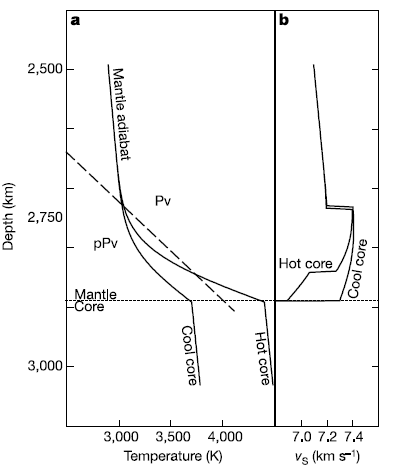 a
b
2,500
2,750
3,000
Depth (km)
Mantle adiabat
Pv
pPv
Mantle
Core
Cool core
Hot core
Hot core
Cool core
3,000 3,500 4,000
Temperature (K)
7.0 7.2 7.4
vS (km s–1)